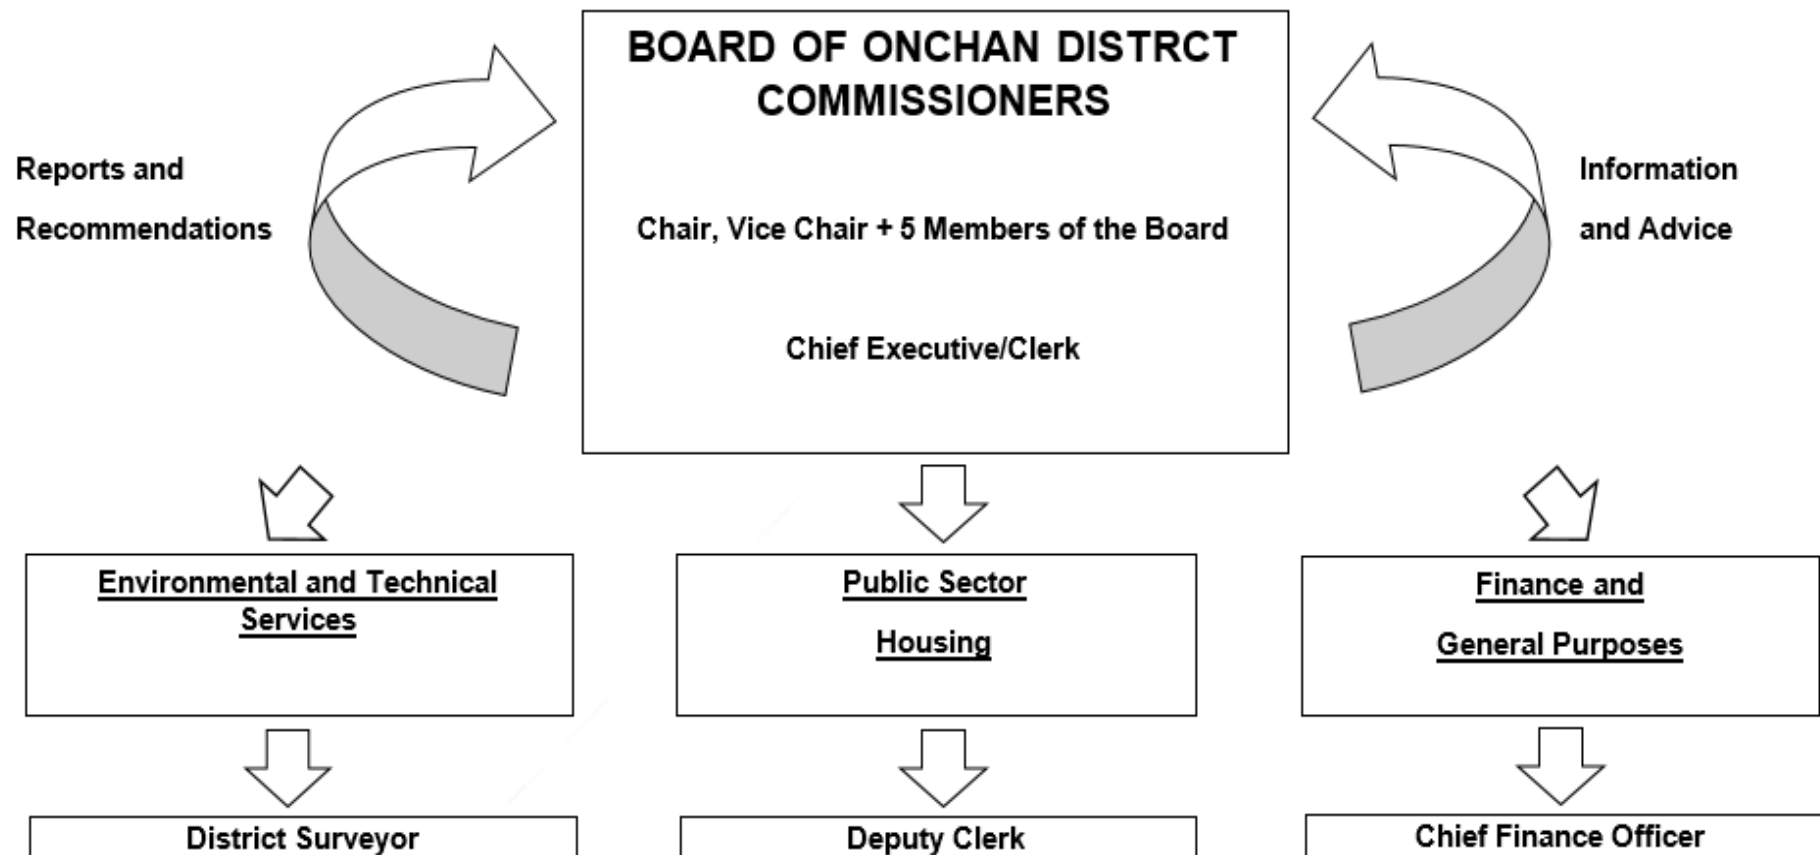 BOARD OF ONCHAN DISTRCT
COMMISSIONERS
Reports and
Recommendations
Chair, Vice Chair + 5 Members of the Board
Information
and Advice
Chief Executive/Clerk
Environmental and Technical
Services
Public Sector
Housing
Finance and
General Purposes
District Surveyor
Deputy Clerk
Chief Finance Officer